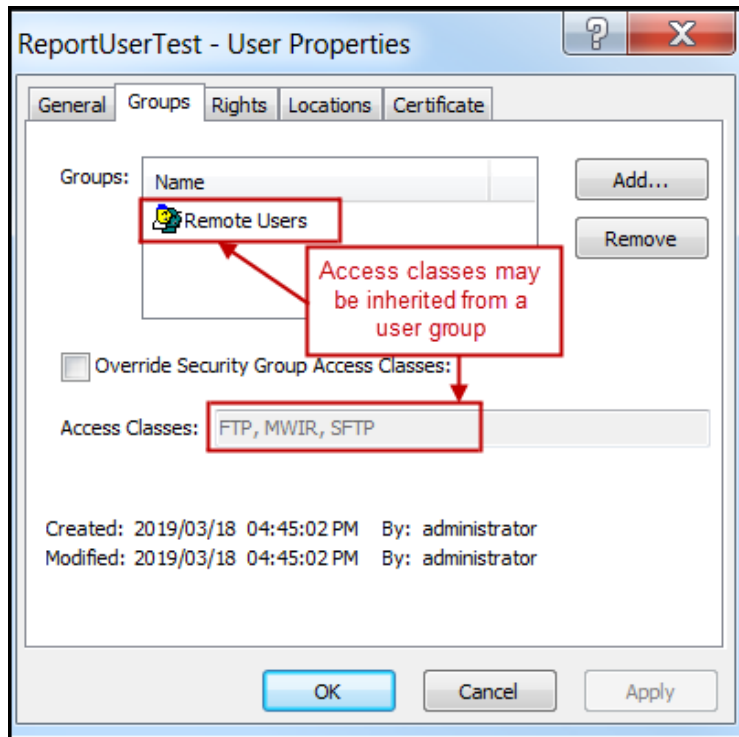 ReportUserTest - User Properties
General Groups Rights Locations Certificate
Groups:
Name
Add...
Remote Users
Remove
Access classes may
be inherited from a
user group
Override Security Group Access Classes:
Access Classes: FTP, MWIR, SFTP
Created: 2019/03/18 04:45:02 PM By: administrator
Modified: 2019/03/18 04:45:02 PM By: administrator
OK Cancel Apply